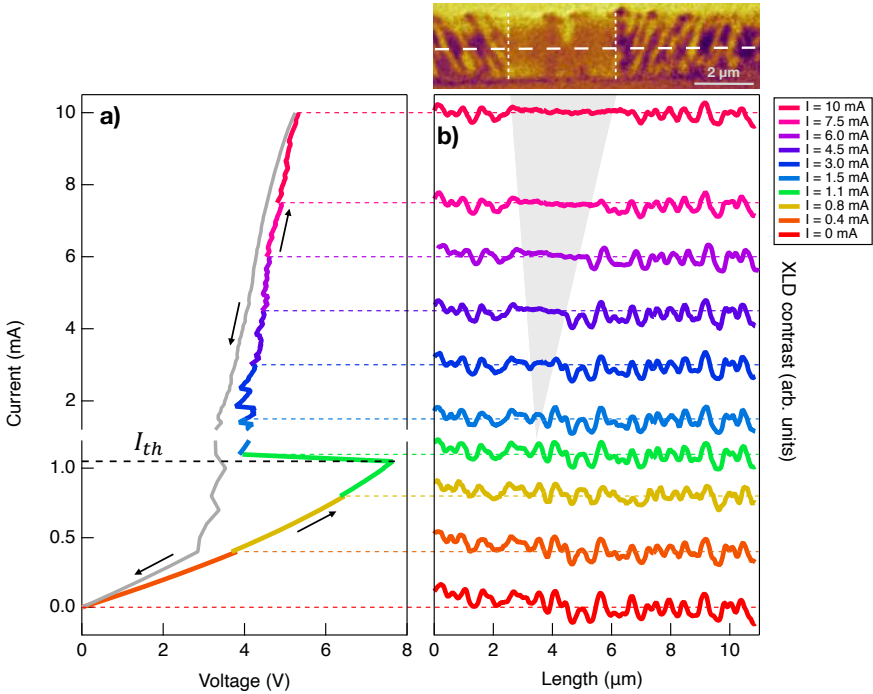 2 μm
a)
b)
10
8
6
4
2
1.0
0.5
0.0
Current (mA)
I_th
0 2 4 6 8
Voltage (V)
0 2 4 6 8 10
Length (μm)
XLD contrast (arb. units)
I = 10 mA
I = 7.5 mA
I = 6.0 mA
I = 4.5 mA
I = 3.0 mA
I = 1.5 mA
I = 1.1 mA
I = 0.8 mA
I = 0.4 mA
I = 0 mA